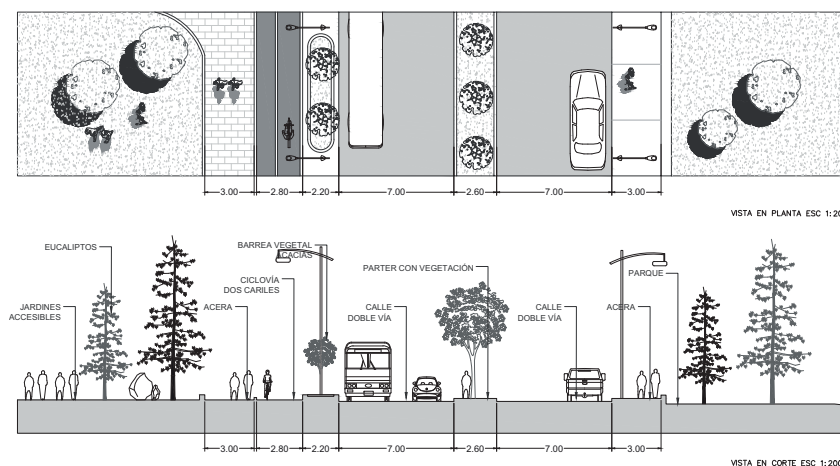 3.00 2.80 2.20 7.00 2.60 7.00 3.00
VISTA EN PLANTA ESC
EUCALIPTOS
BARREA VEGETAL
ACACIAS
PARTER CON VEGETACIÓN
PARQUE
CICLOVÍA
DOS CARILES
JARDINES
ACCESIBLES
ACERA
CALLE
DOBLE VÍA
CALLE
DOBLE VÍA
ACERA
3.00 2.80 2.20 7.00 2.60 7.00 3.00
VISTA EN CORTE ESC 1:200